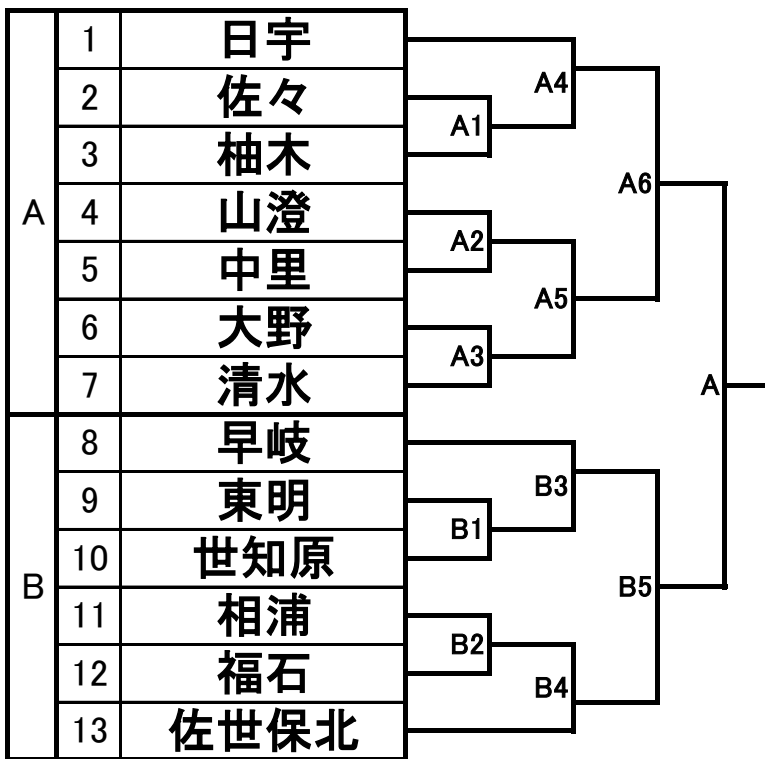 A
1 日宇
2 佐々
3 柚木
4 山澄
5 中里
6 大野
7 清水
B
8 早岐
9 東明
10 世知原
11 相浦
12 福石
13 佐世保北
A1
A2
A3
A4
A5
A6
B1
B2
B3
B4
B5
A